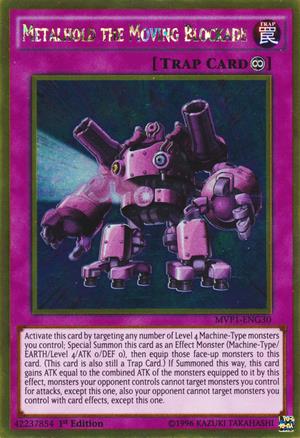 METALHOLD THE MOVING BLOCKADE
TRAP
罠
[TRAP CARD]
MVP1-ENG30
Activate this card by targeting any number of Level 4 Machine-Type monsters
you control; Special Summon this card as an Effect Monster (Machine-Type/
EARTH/Level 4/ATK 0/DEF 0), then equip those face-up monsters to this
card. (This card is also still a Trap Card.) If Summoned this way, this card
gains ATK equal to the combined ATK of the monsters equipped to it by this
effect, monsters your opponent controls cannot target monsters you control
for attacks, except this one, also your opponent cannot target monsters you
control with card effects, except this one.
42237854 1st Edition ©1996 KAZUKI TAKAHASHI